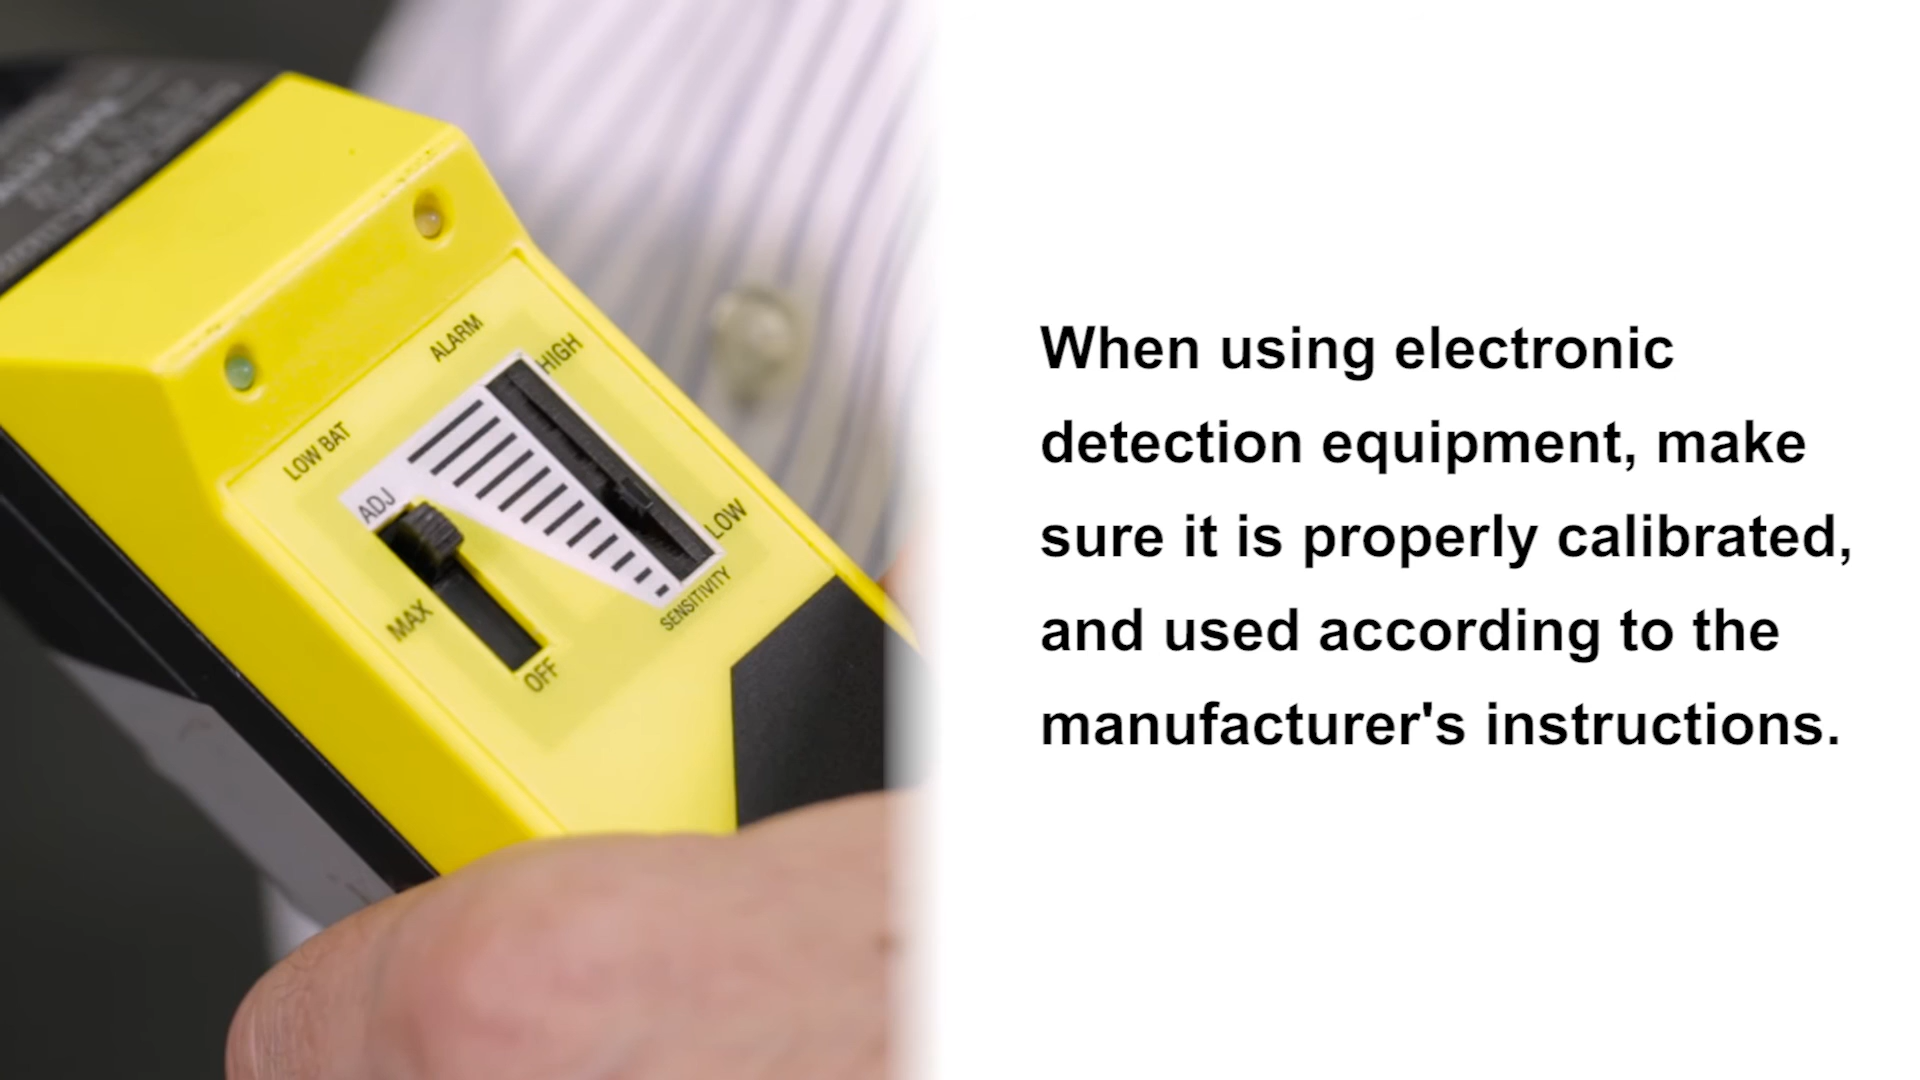 ALARM
HIGH
LOW BAT
ADJ
LOW
MAX
SENSITIVITY
OFF
When using electronic
detection equipment, make
sure it is properly calibrated,
and used according to the
manufacturer's instructions.